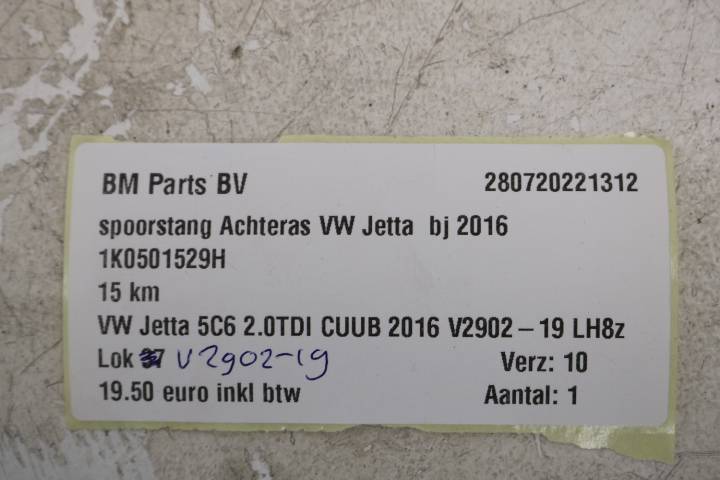 BM Parts BV 280720221312
spoorstang Achteras VW Jetta bj 2016
1K0501529H
15 km
VW Jetta 5C6 2.0TDI CUUB 2016 V2902 - 19 LH8z
Lok V2902-19 Verz: 10
19.50 euro inkl btw Aantal: 1